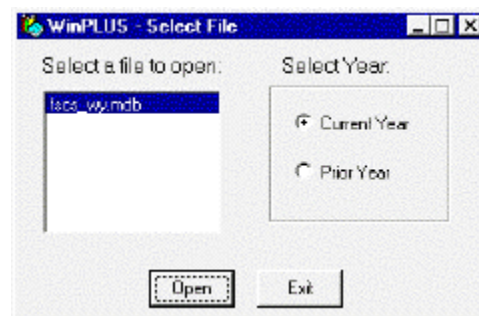 WinPLUS - Select File
Select a file to open:
Select Year:
fscs_wy.mdb
Current Year
Prior Year
Open
Exit